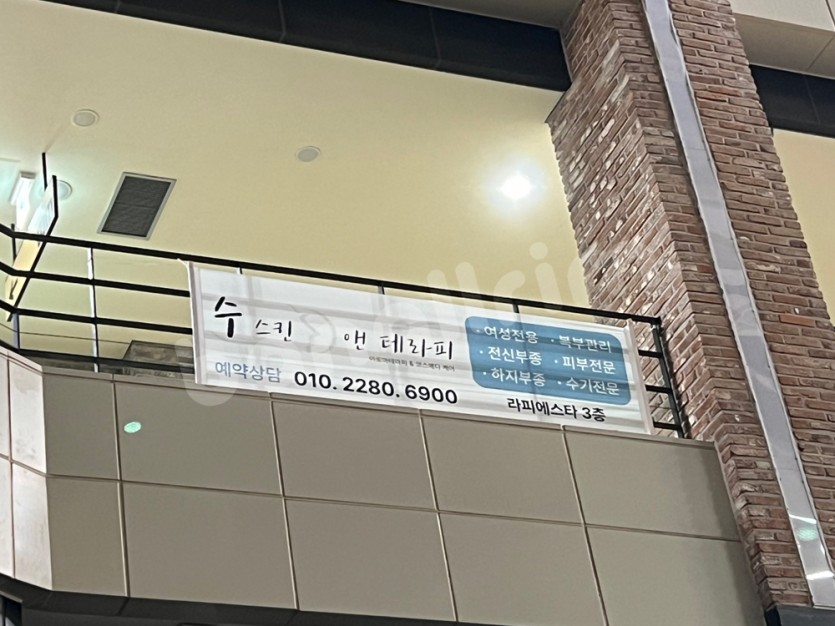 수 스킨 앤 테라피
예약상담 010. 2280. 6900
· 여성전용 · 복부관리
· 전신부종 · 피부전문
· 하지부종 · 수기전문
라피에스타 3층